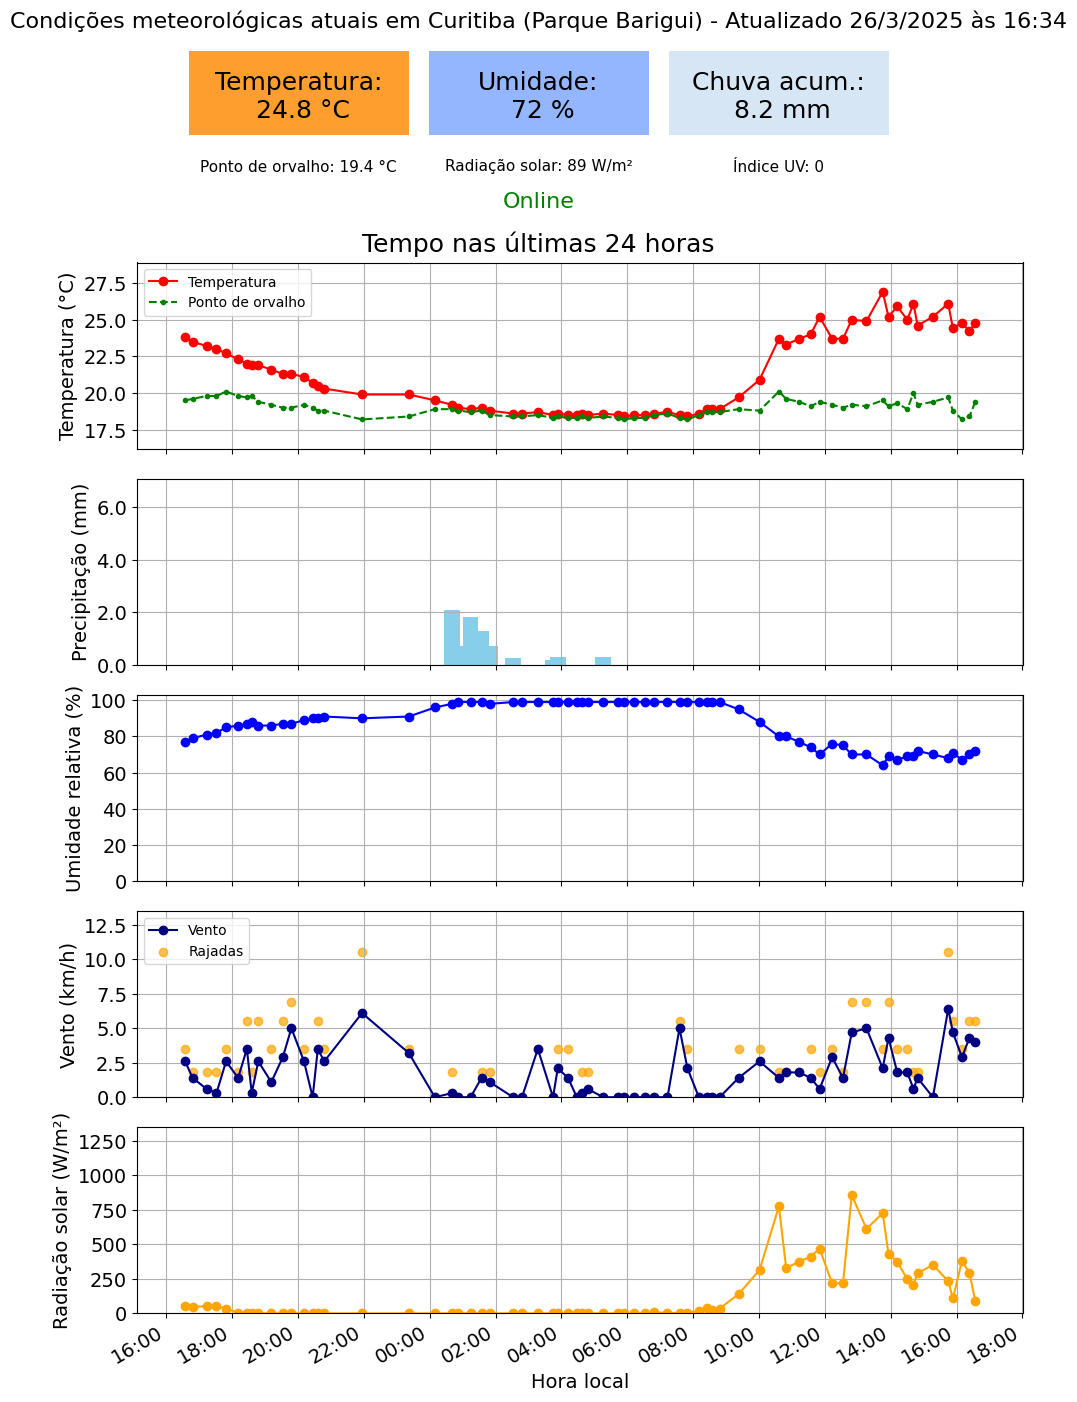 Condições meteorológicas atuais em Curitiba (Parque Barigui) - Atualizado 26/3/2025 às 16:34
Temperatura:
24.8 °C
Umidade:
72 %
Chuva acum.:
8.2 mm
Ponto de orvalho: 19.4 °C
Radiação solar: 89 W/m²
Índice UV: 0
Online
Tempo nas últimas 24 horas
Temperatura (°C)
27.5
25.0
22.5
20.0
17.5
Temperatura
Ponto de orvalho
Precipitação (mm)
6.0
4.0
2.0
0.0
Umidade relativa (%)
100
80
60
40
20
0
Vento (km/h)
12.5
10.0
7.5
5.0
2.5
0.0
Vento
Rajadas
Radiação solar (W/m²)
1250
1000
750
500
250
0
16:00
18:00
20:00
22:00
00:00
02:00
04:00
06:00
08:00
10:00
12:00
14:00
16:00
18:00
Hora local